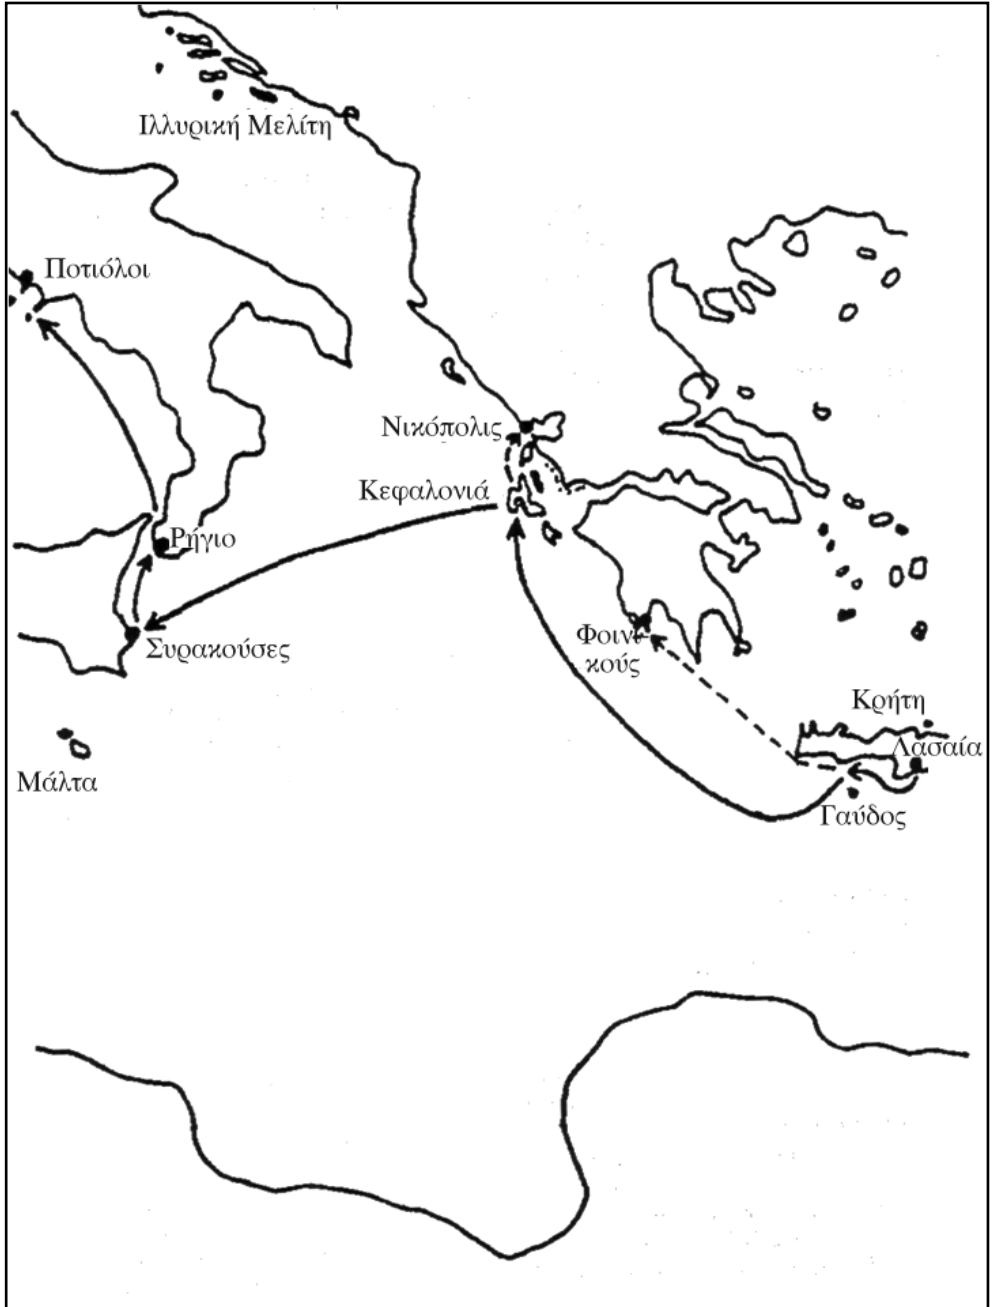 Ιλλυρική Μελίτη
Ποτιόλοι
Νικόπολις
Κεφαλονιά
Ρήγιο
Συρακούσες
Φοινι-
κούς
Κρήτη
Λασαία
Μάλτα
Γαύδος